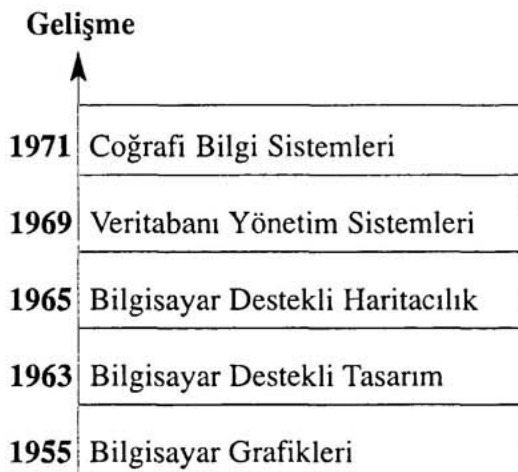 Gelişme
1971 Coğrafi Bilgi Sistemleri
1969 Veritabanı Yönetim Sistemleri
1965 Bilgisayar Destekli Haritacılık
1963 Bilgisayar Destekli Tasarım
1955 Bilgisayar Grafikleri